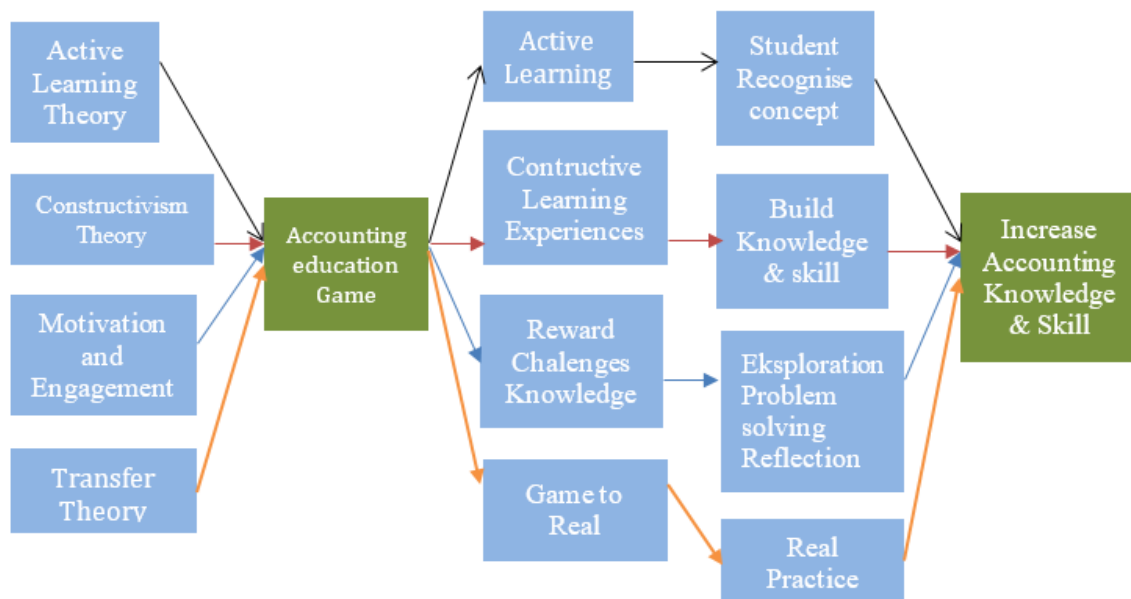 Active
Learning
Theory
Constructivism
Theory
Motivation
and
Engagement
Transfer
Theory
Accounting
education
Game
Active
Learning
Contructive
Learning
Experiences
Reward
Chalenges
Knowledge
Game to
Real
Student
Recognise
concept
Build
Knowledge
& skill
Eksploration
Problem
solving
Reflection
Real
Practice
Increase
Accounting
Knowledge
& Skill